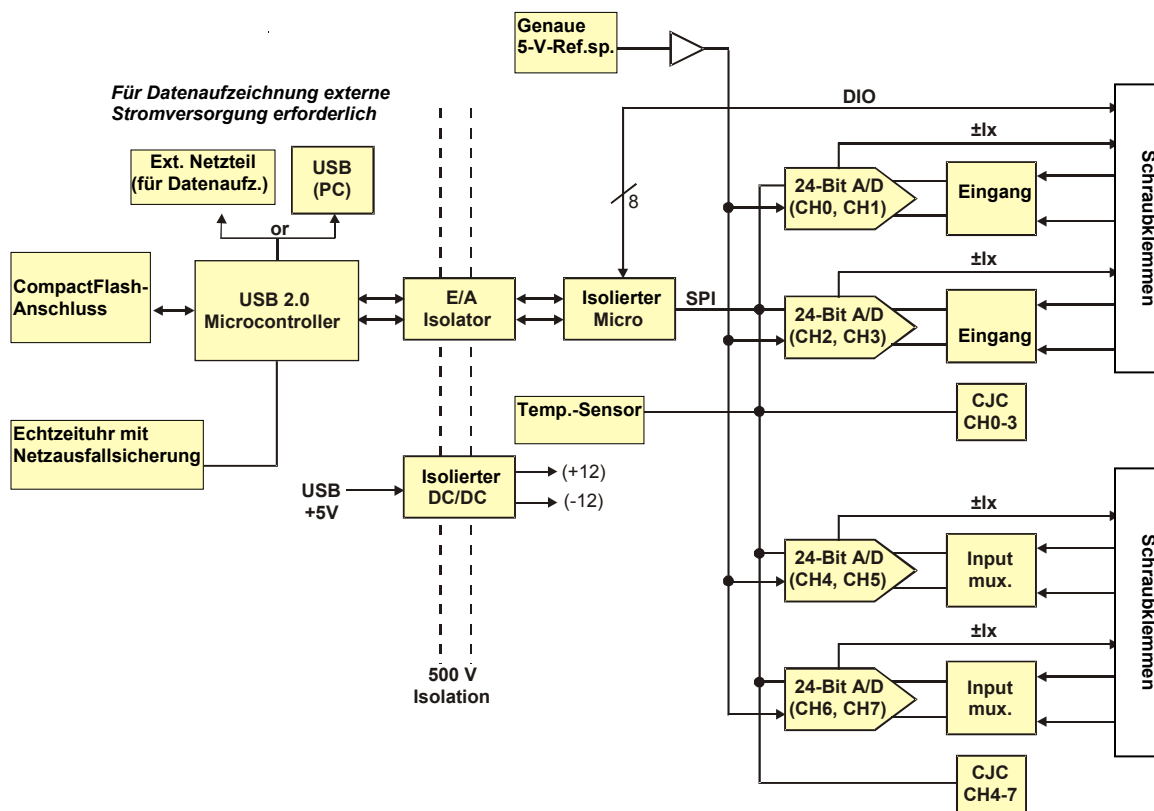 Genaue
5-V-Ref.sp.
Für Datenaufzeichnung externe
Stromversorgung erforderlich
DIO
±Ix
Ext. Netzteil
(für Datenaufz.)
USB
(PC)
8
24-Bit A/D
(CH0, CH1)
Eingang
Schraubklemmen
or
CompactFlash-
Anschluss
USB 2.0
Microcontroller
E/A
Isolator
Isolierter
Micro
SPI
±Ix
24-Bit A/D
(CH2, CH3)
Eingang
Echtzeituhr mit
Netzausfallsicherung
Temp.-Sensor
CJC
CH0-3
USB
+5V
Isolierter
DC/DC
(+12)
(-12)
±Ix
24-Bit A/D
(CH4, CH5)
Input
mux.
Schraubklemmen
±Ix
24-Bit A/D
(CH6, CH7)
Input
mux.
500 V
Isolation
CJC
CH4-7